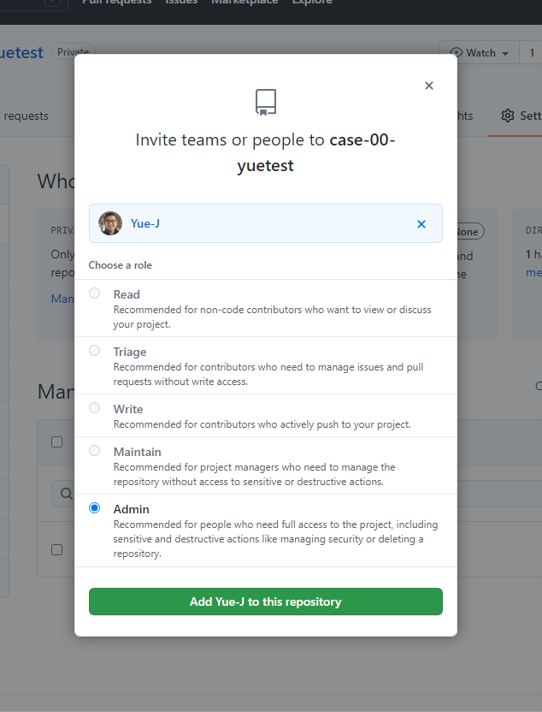 Pull requests Issues Marketplace Explore
uetest Private
Watch 1
requests
hts Sett
Invite teams or people to case-00-
yuetest
Who
Yue-J
PRIV
None
DIR
Only
and
1 ha
repo
he
me
Man
Choose a role
Read
Recommended for non-code contributors who want to view or discuss
your project.
Triage
Recommended for contributors who need to manage issues and pull
requests without write access.
Man
Write
Recommended for contributors who actively push to your project.
Maintain
Recommended for project managers who need to manage the
repository without access to sensitive or destructive actions.
Admin
Recommended for people who need full access to the project, including
sensitive and destructive actions like managing security or deleting a
repository.
Add Yue-J to this repository